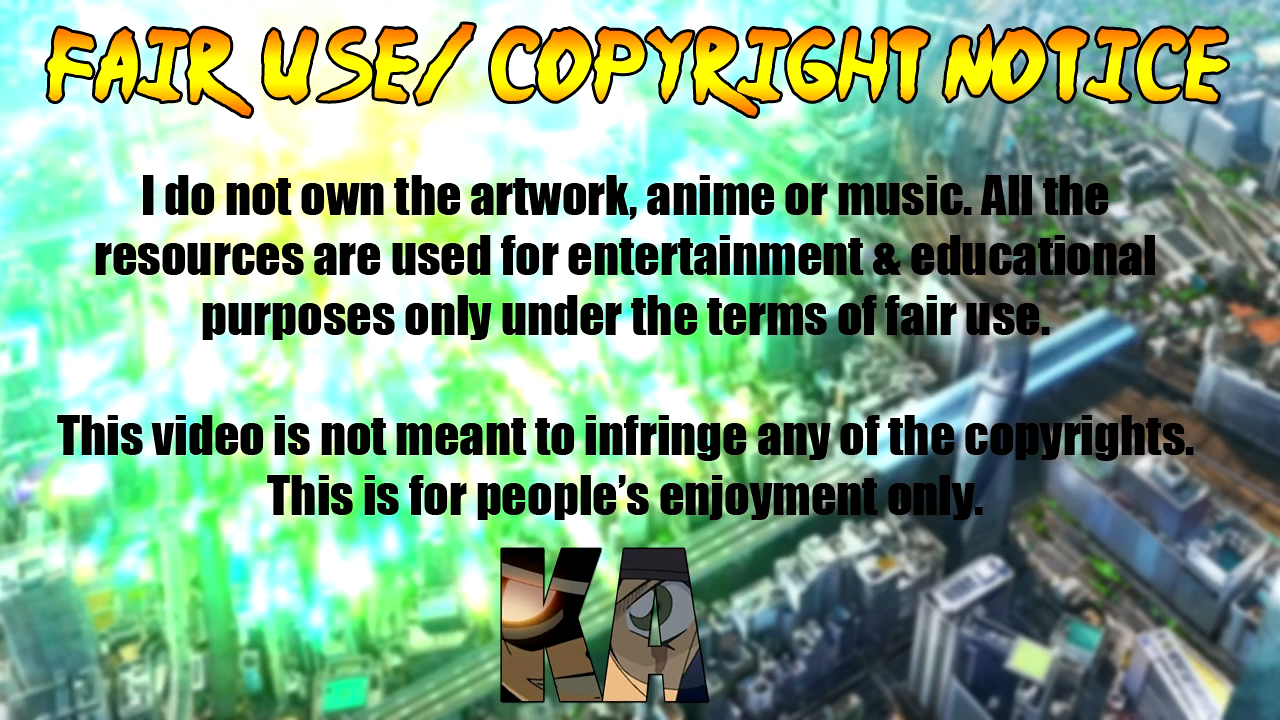 FAIR USE/ COPYRIGHT NOTICE
I do not own the artwork, anime or music. All the
resources are used for entertainment & educational
purposes only under the terms of fair use.
This video is not meant to infringe any of the copyrights.
This is for people’s enjoyment only.
KA